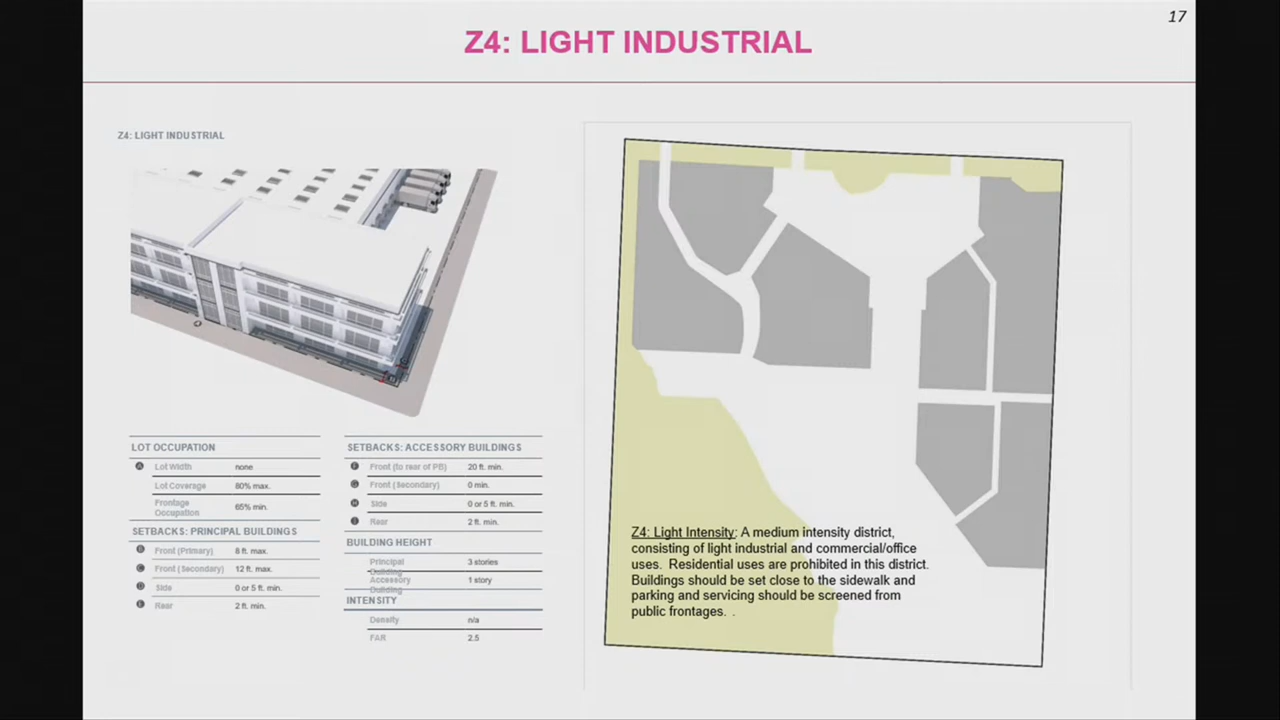 17
Z4: LIGHT INDUSTRIAL
Z4: LIGHT INDUSTRIAL
LOT OCCUPATION
A Lot Width none
Lot Coverage 80% max.
Frontage
Occupation 65% min.
SETBACKS: PRINCIPAL BUILDINGS
Front (Primary) 8 ft. max.
Front (Secondary) 12 ft. max.
D Side 0 or 5 ft. min.
E Rear 2 ft. min.
SETBACKS: ACCESSORY BUILDINGS
Front (to rear of PB) 20 ft. min.
Front (Secondary) 0 min.
H Side 0 or 5 ft. min.
I Rear 2 ft. min.
BUILDING HEIGHT
Principal
Building 3 stories
Accessory
Building 1 story
INTENSITY
Density n/a
FAR 2.5
Z4: Light Intensity: A medium intensity district,
consisting of light industrial and commercial/office
uses. Residential uses are prohibited in this district.
Buildings should be set close to the sidewalk and
parking and servicing should be screened from
public frontages. .